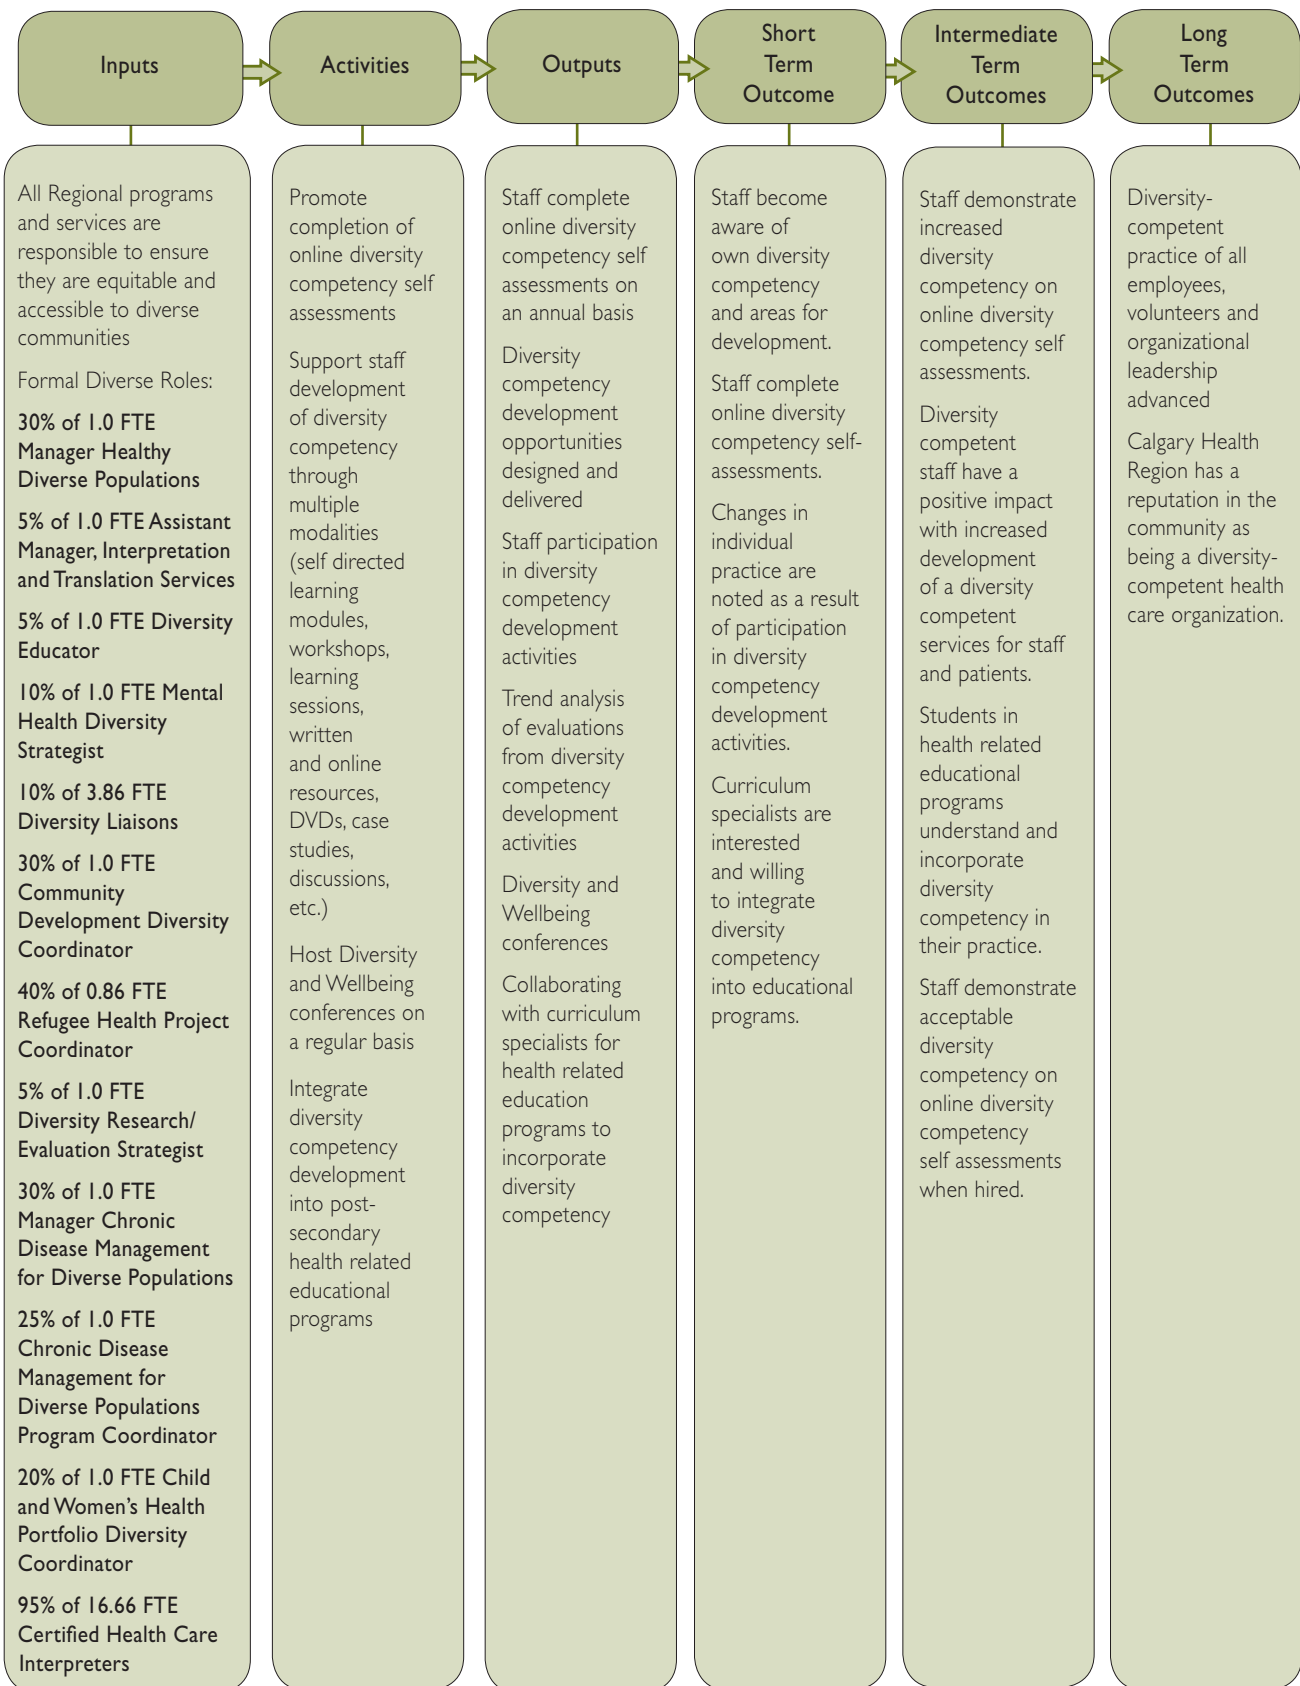 Inputs
Activities
Outputs
Short
Term
Outcome
Intermediate
Term
Outcomes
Long
Term
Outcomes
All Regional programs
and services are
responsible to ensure
they are equitable and
accessible to diverse
communities
Formal Diverse Roles:
30% of 1.0 FTE
Manager Healthy
Diverse Populations
5% of 1.0 FTE Assistant
Manager, Interpretation
and Translation Services
5% of 1.0 FTE Diversity
Educator
10% of 1.0 FTE Mental
Health Diversity
Strategist
10% of 3.86 FTE
Diversity Liaisons
30% of 1.0 FTE
Community
Development Diversity
Coordinator
40% of 0.86 FTE
Refugee Health Project
Coordinator
5% of 1.0 FTE
Diversity Research/
Evaluation Strategist
30% of 1.0 FTE
Manager Chronic
Disease Management
for Diverse Populations
25% of 1.0 FTE
Chronic Disease
Management for
Diverse Populations
Program Coordinator
20% of 1.0 FTE Child
and Women’s Health
Portfolio Diversity
Coordinator
95% of 16.66 FTE
Certified Health Care
Interpreters
Promote
completion of
online diversity
competency self
assessments
Support staff
development
of diversity
competency
through
multiple
modalities
(self directed
learning
modules,
workshops,
learning
sessions,
written
and online
resources,
DVDs, case
studies,
discussions,
etc.)
Host Diversity
and Wellbeing
conferences on
a regular basis
Integrate
diversity
competency
development
into post-
secondary
health related
educational
programs
Staff complete
online diversity
competency self
assessments on
an annual basis
Diversity
competency
development
opportunities
designed and
delivered
Staff participation
in diversity
competency
development
activities
Trend analysis
of evaluations
from diversity
competency
development
activities
Diversity and
Wellbeing
conferences
Collaborating
with curriculum
specialists for
health related
education
programs to
incorporate
diversity
competency
Staff become
aware of
own diversity
competency
and areas for
development.
Staff complete
online diversity
competency self-
assessments.
Changes in
individual
practice are
noted as a result
of participation
in diversity
competency
development
activities.
Curriculum
specialists are
interested
and willing
to integrate
diversity
competency
into educational
programs.
Staff demonstrate
increased
diversity
competency on
online diversity
competency self
assessments.
Diversity
competent
staff have a
positive impact
with increased
development
of a diversity
competent
services for staff
and patients.
Students in
health related
educational
programs
understand and
incorporate
diversity
competency in
their practice.
Staff demonstrate
acceptable
diversity
competency on
online diversity
competency
self assessments
when hired.
Diversity-
competent
practice of all
employees,
volunteers and
organizational
leadership
advanced
Calgary Health
Region has a
reputation in the
community as
being a diversity-
competent health
care organization.